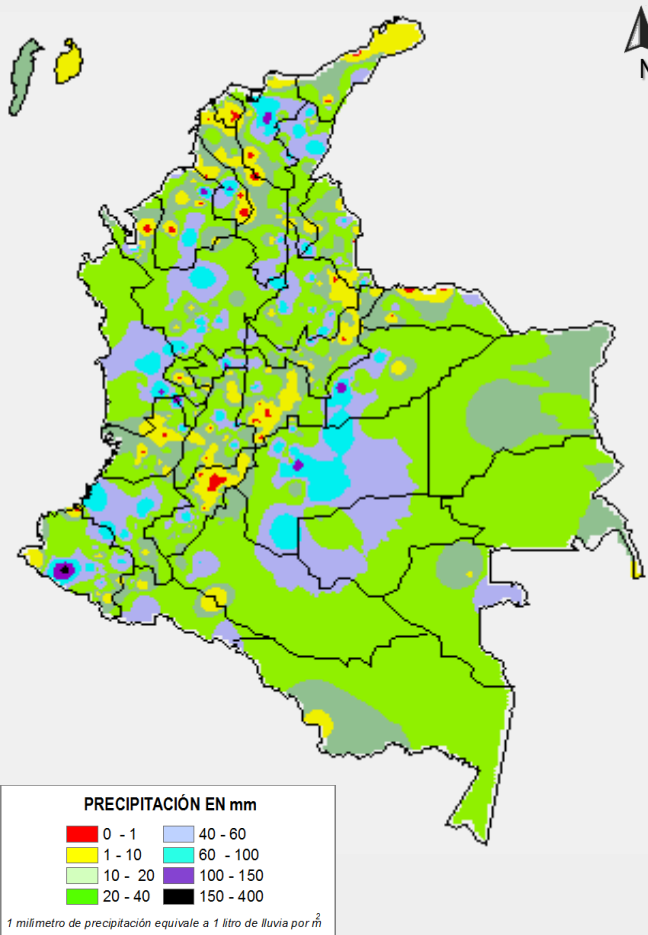 N
PRECIPITACIÓN EN mm
0 - 1
40 - 60
1 - 10
60 - 100
10 - 20
100 - 150
20 - 40
150 - 400
1 milimetro de precipitación equivale a 1 litro de lluvia por m2